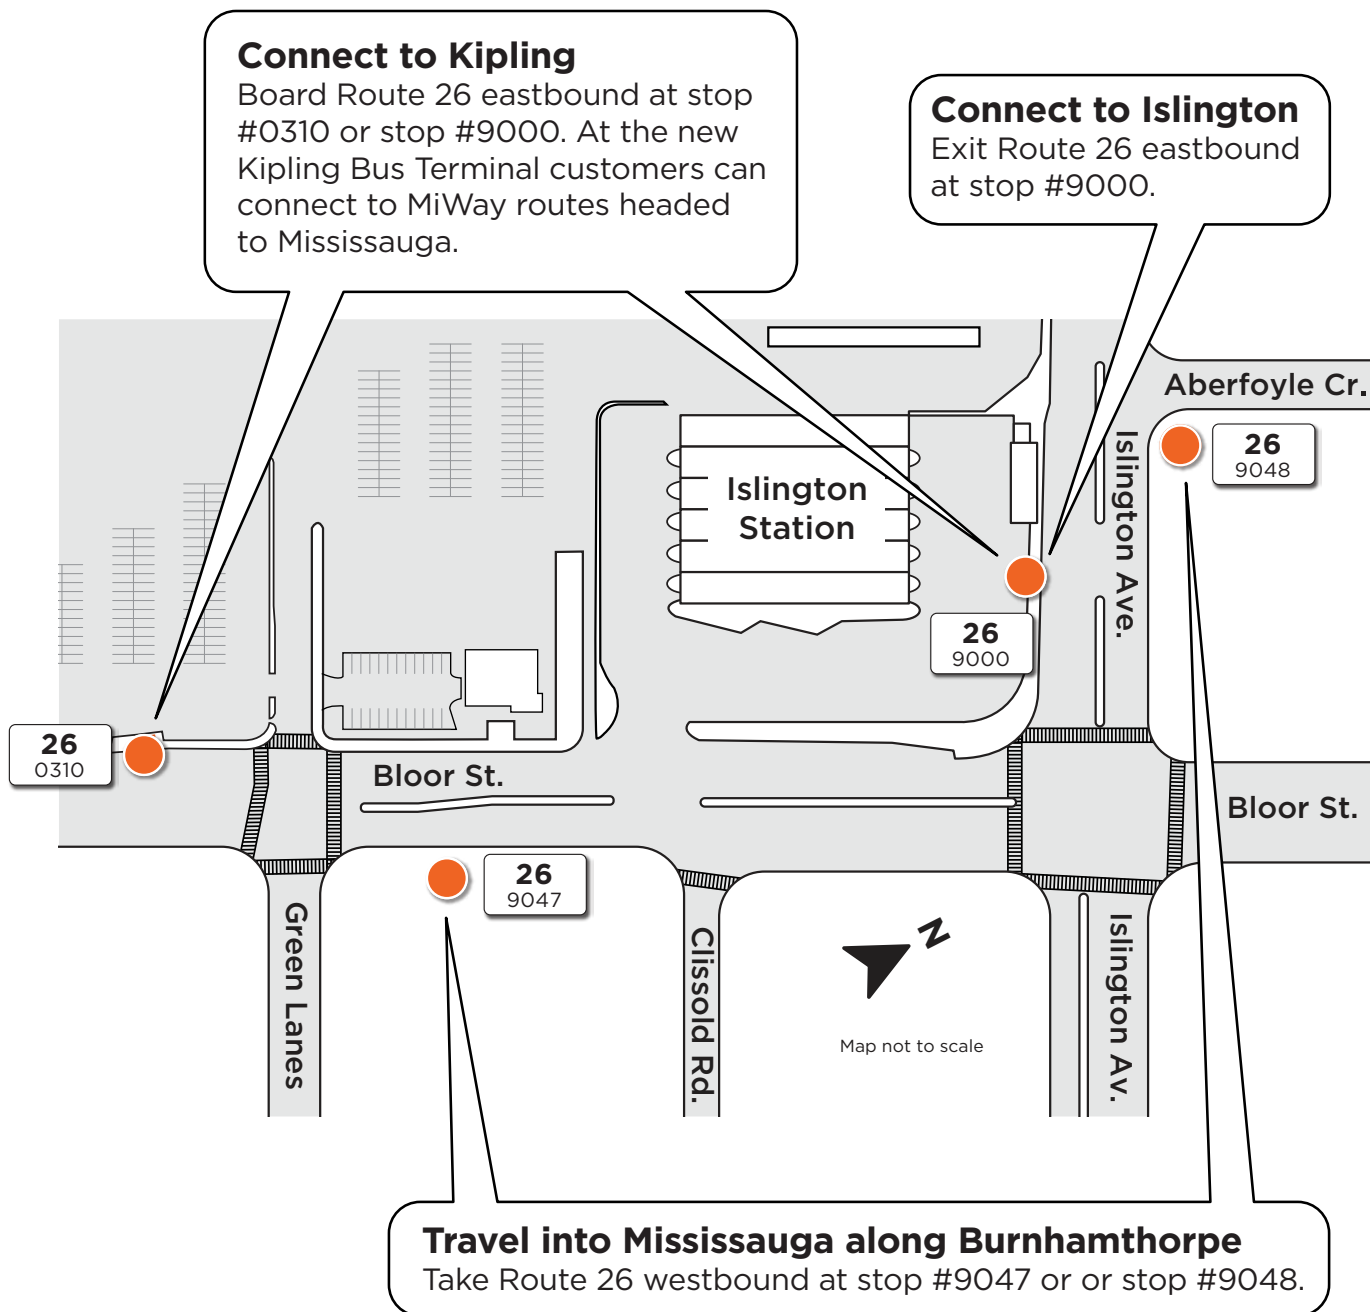 Connect to Kipling
Board Route 26 eastbound at stop
#0310 or stop #9000. At the new
Kipling Bus Terminal customers can
connect to MiWay routes headed
to Mississauga.
Connect to Islington
Exit Route 26 eastbound
at stop #9000.
Aberfoyle Cr.
26
9048
Islington Ave.
Islington
Station
26
9000
26
0310
Bloor St.
Bloor St.
26
9047
Green Lanes
Clissold Rd.
N
Map not to scale
Islington Av.
Travel into Mississauga along Burnhamthorpe
Take Route 26 westbound at stop #9047 or or stop #9048.